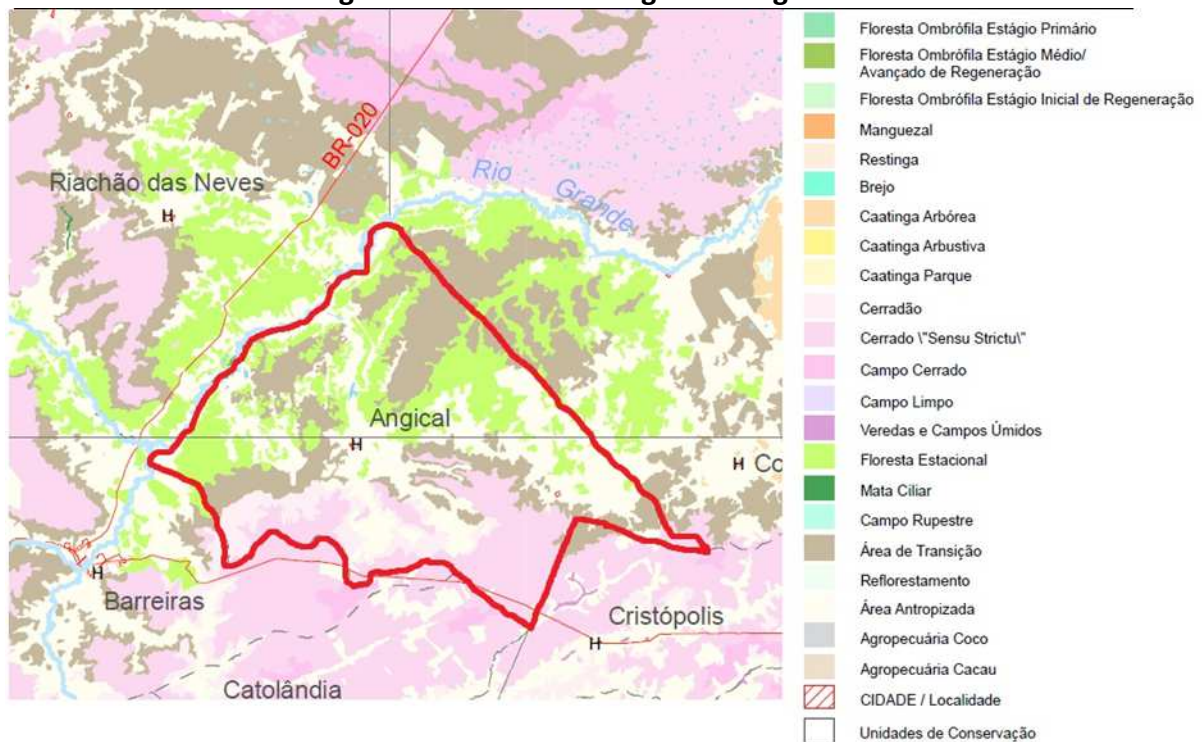 BR-020
Riachão das Neves
H
Rio Grande
Angical
H
H Co
Barreiras
H
Cristópolis
H
Catolândia
Floresta Ombrófila Estágio Primário
Floresta Ombrófila Estágio Médio/
Avançado de Regeneração
Floresta Ombrófila Estágio Inicial de Regeneração
Manguezal
Restinga
Brejo
Caatinga Arbórea
Caatinga Arbustiva
Caatinga Parque
Cerradão
Cerrado \"Sensu Strictu\"
Campo Cerrado
Campo Limpo
Veredas e Campos Úmidos
Floresta Estacional
Mata Ciliar
Campo Rupestre
Área de Transição
Reflorestamento
Área Antropizada
Agropecuária Coco
Agropecuária Cacau
CIDADE / Localidade
Unidades de Conservação